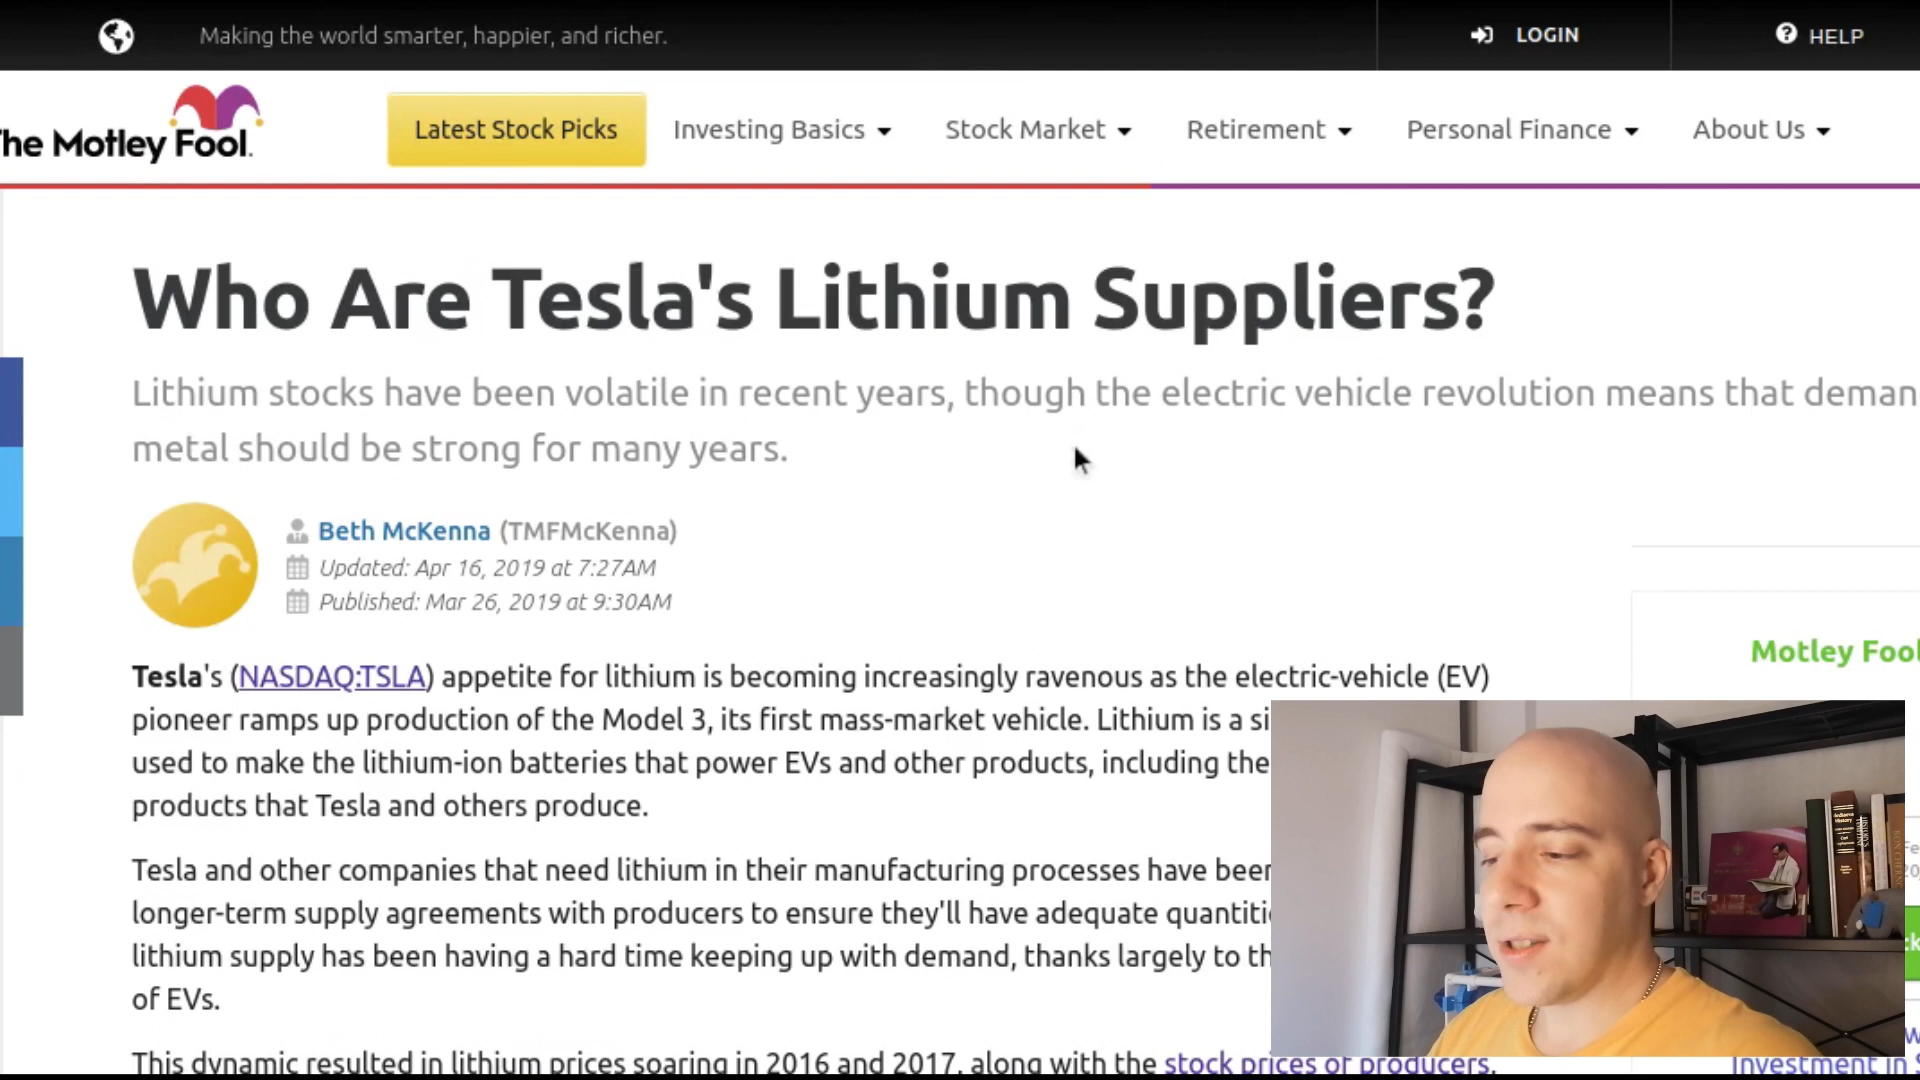 Making the world smarter, happier, and richer.
LOGIN
HELP
The Motley Fool.
Latest Stock Picks
Investing Basics
Stock Market
Retirement
Personal Finance
About Us
Who Are Tesla's Lithium Suppliers?
Lithium stocks have been volatile in recent years, though the electric vehicle revolution means that deman
metal should be strong for many years.
Beth McKenna (TMFMcKenna)
Updated: Apr 16, 2019 at 7:27AM
Published: Mar 26, 2019 at 9:30AM
Motley Fool
Tesla's (NASDAQ:TSLA) appetite for lithium is becoming increasingly ravenous as the electric-vehicle (EV)
pioneer ramps up production of the Model 3, its first mass-market vehicle. Lithium is a si
used to make the lithium-ion batteries that power EVs and other products, including the
products that Tesla and others produce.
Tesla and other companies that need lithium in their manufacturing processes have been
longer-term supply agreements with producers to ensure they'll have adequate quantiti
lithium supply has been having a hard time keeping up with demand, thanks largely to th
of EVs.
This dynamic resulted in lithium prices soaring in 2016 and 2017, along with the stock prices of producers.
Investment in S